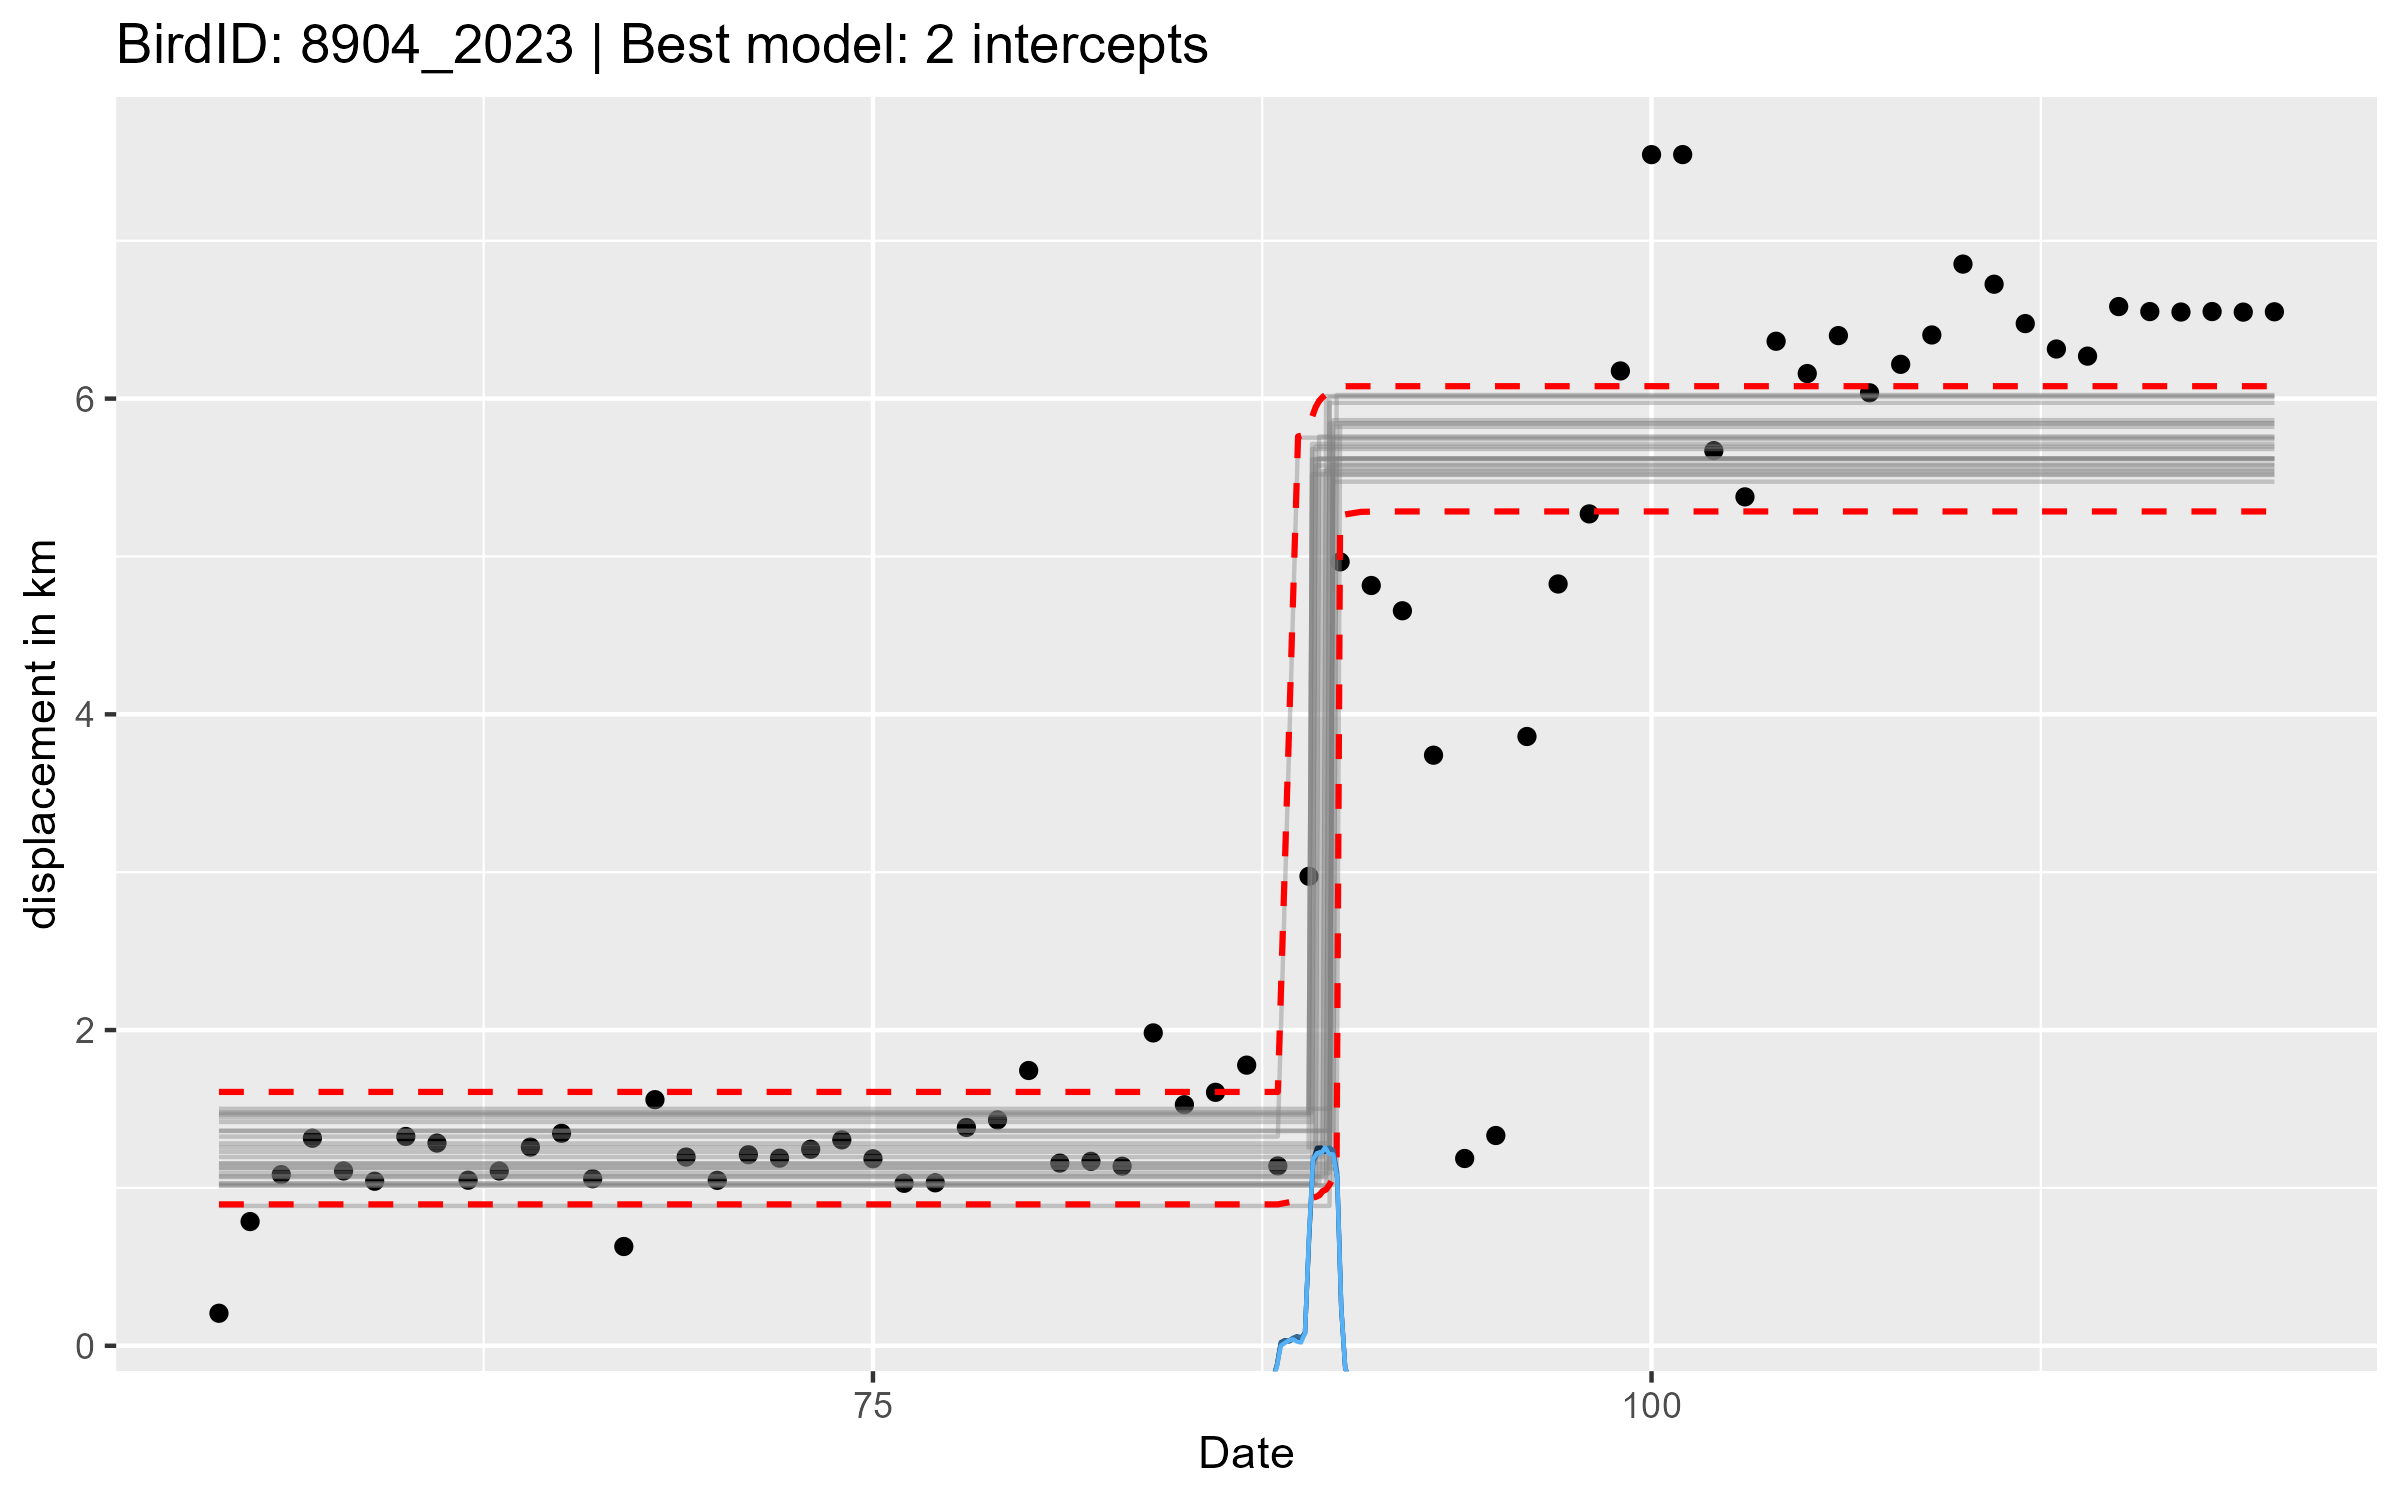 BirdID: 8904_2023 | Best model: 2 intercepts
displacement in km
6
4
2
0
75
100
Date